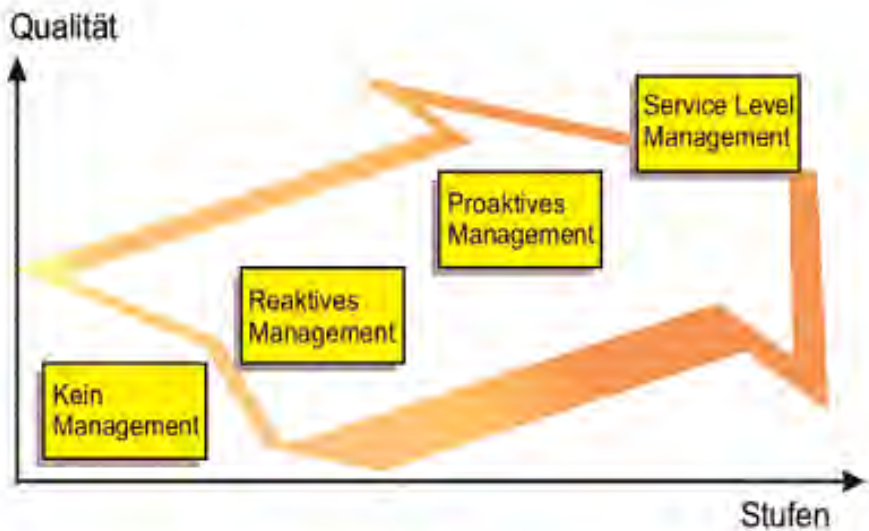 Qualität
Service Level
Management
Proaktives
Management
Reaktives
Management
Kein
Management
Stufen